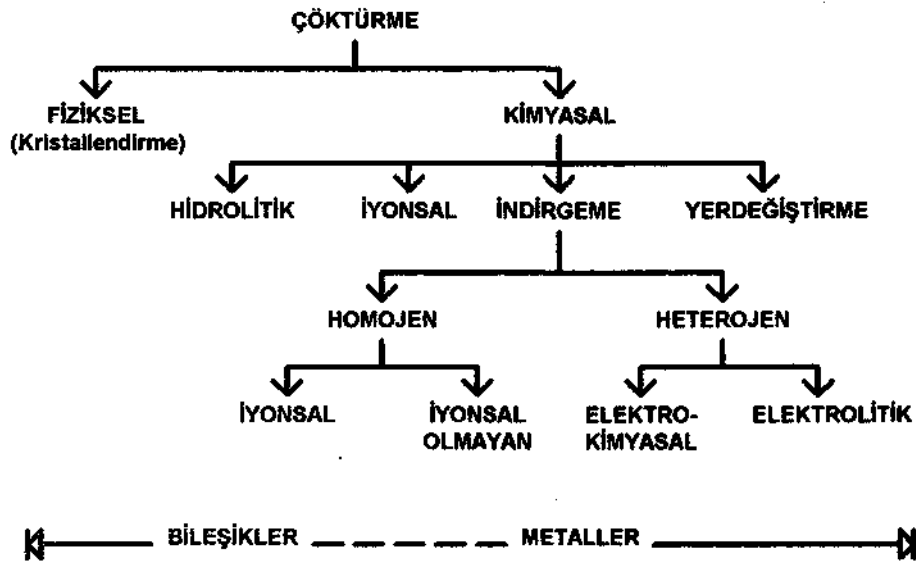 ÇÖKTÜRME
FİZİKSEL
(Kristallendirme)
KİMYASAL
HİDROLİTİK İYONSAL İNDİRGEME YERDEĞİŞTİRME
HOMOJEN HETEROJEN
İYONSAL
İYONSAL
OLMAYAN
ELEKTRO-
KİMYASAL
ELEKTROLİTİK
BİLEŞİKLER METALLER